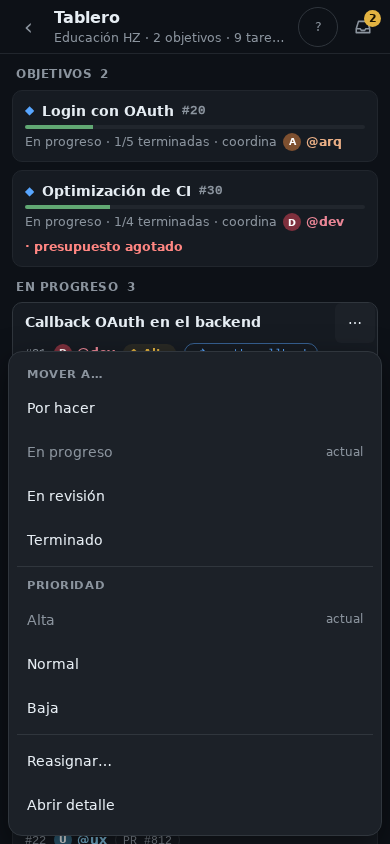 Tablero
Educación HZ · 2 objetivos · 9 tare…
?
2
OBJETIVOS 2
Login con OAuth #20
En progreso · 1/5 terminadas · coordina A @arq
Optimización de CI #30
En progreso · 1/4 terminadas · coordina D @dev
· presupuesto agotado
EN PROGRESO 3
Callback OAuth en el backend
MOVER A…
Por hacer
En progreso actual
En revisión
Terminado
PRIORIDAD
Alta actual
Normal
Baja
Reasignar…
Abrir detalle
#22 U @ux PR #812